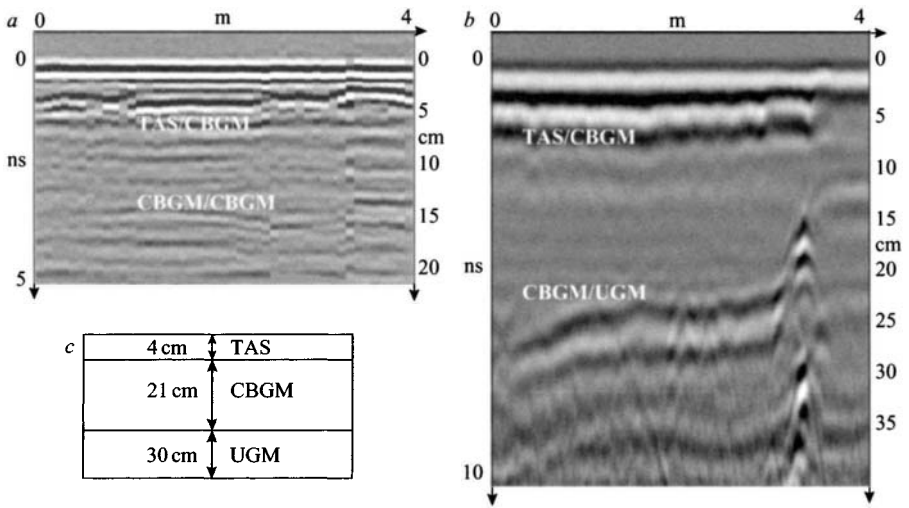 a 0 m 4
0 0
TAS/CBGM 5
cm
ns 10
CBGM/CBGM 15
20
5
b 0 m 4
0 0
5
TAS/CBGM
10
15
cm
ns 20
CBGM/UGM
25
30
35
10
c 4 cm TAS
21 cm CBGM
30 cm UGM